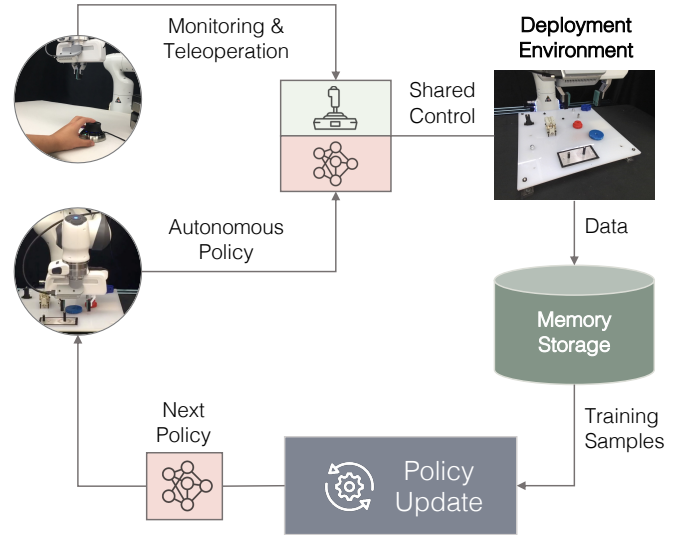 Monitoring &
Teleoperation
Deployment
Environment
Shared
Control
Autonomous
Policy
Data
Memory
Storage
Training
Samples
Next
Policy
Policy
Update